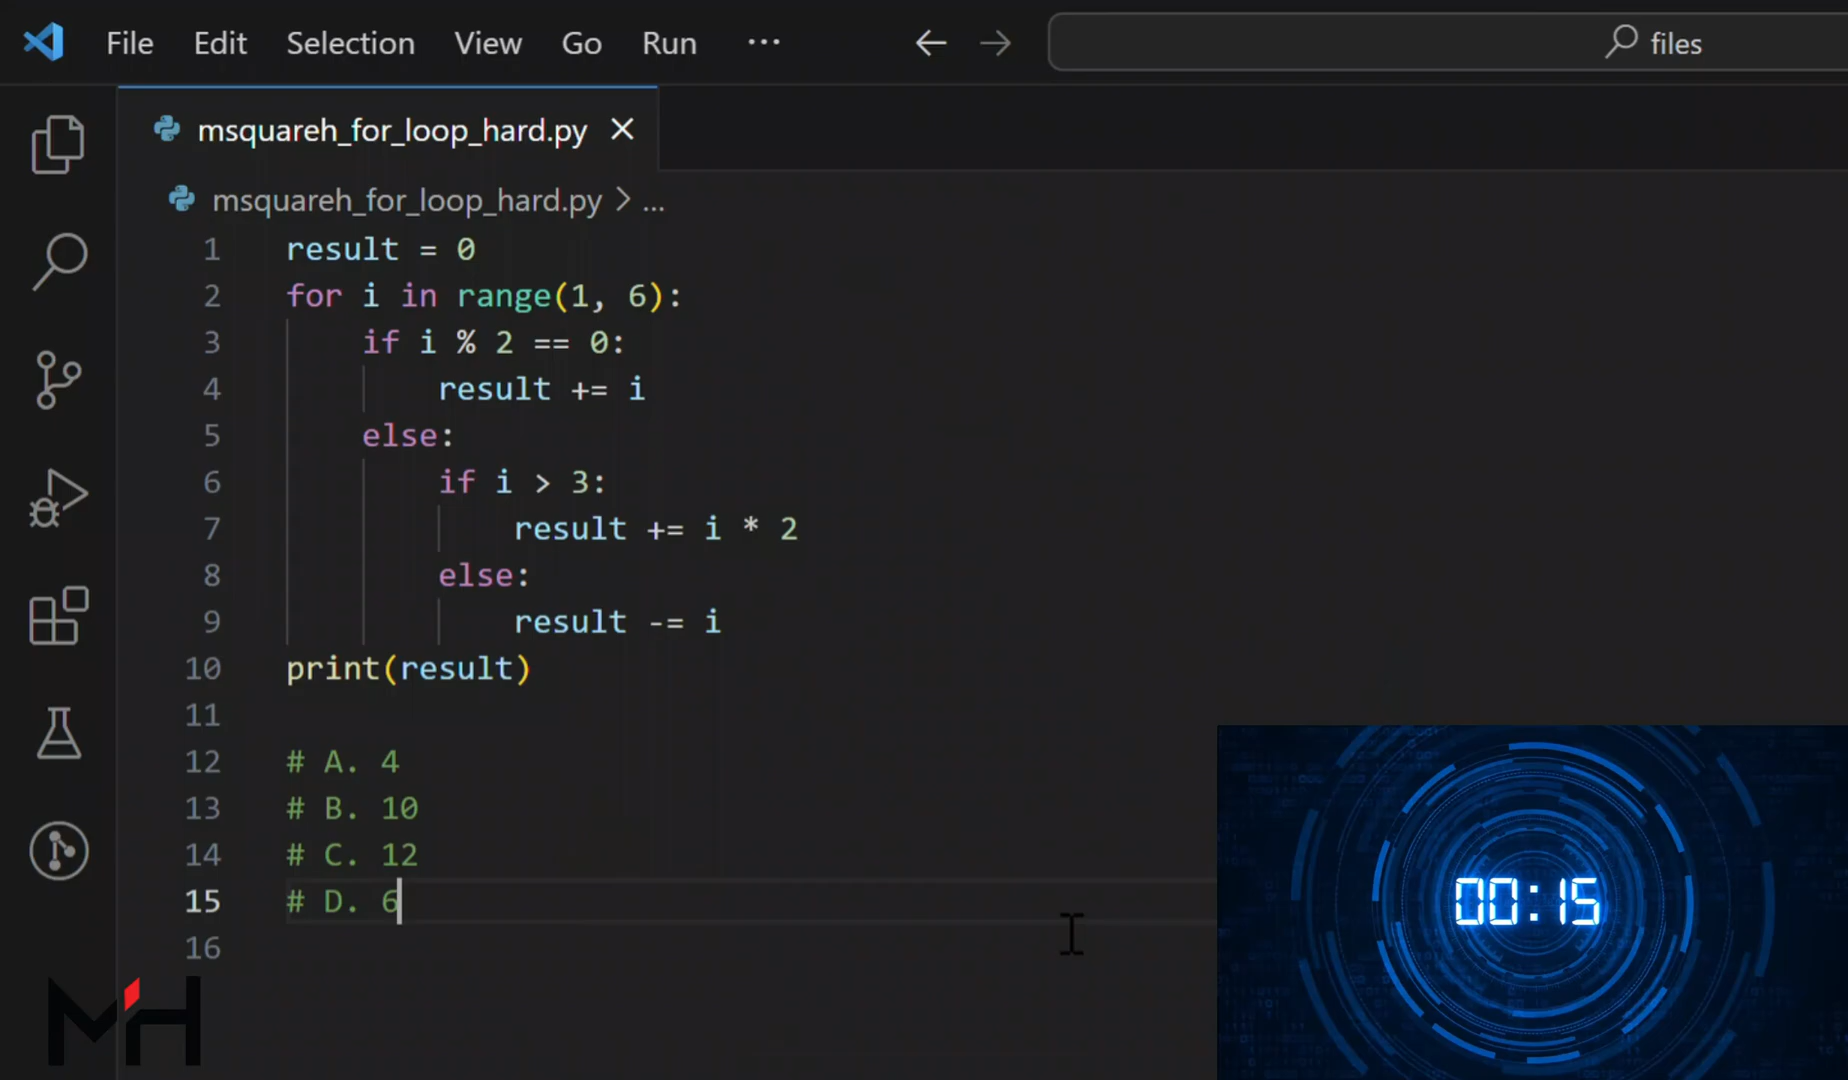 File Edit Selection View Go Run ··· ← → files
msquareh_for_loop_hard.py ×
msquareh_for_loop_hard.py > ...
1 result = 0
2 for i in range(1, 6):
3     if i % 2 == 0:
4         result += i
5     else:
6         if i > 3:
7             result += i * 2
8         else:
9             result -= i
10 print(result)
11
12 # A. 4
13 # B. 10
14 # C. 12
15 # D. 6
16
00:15
MH